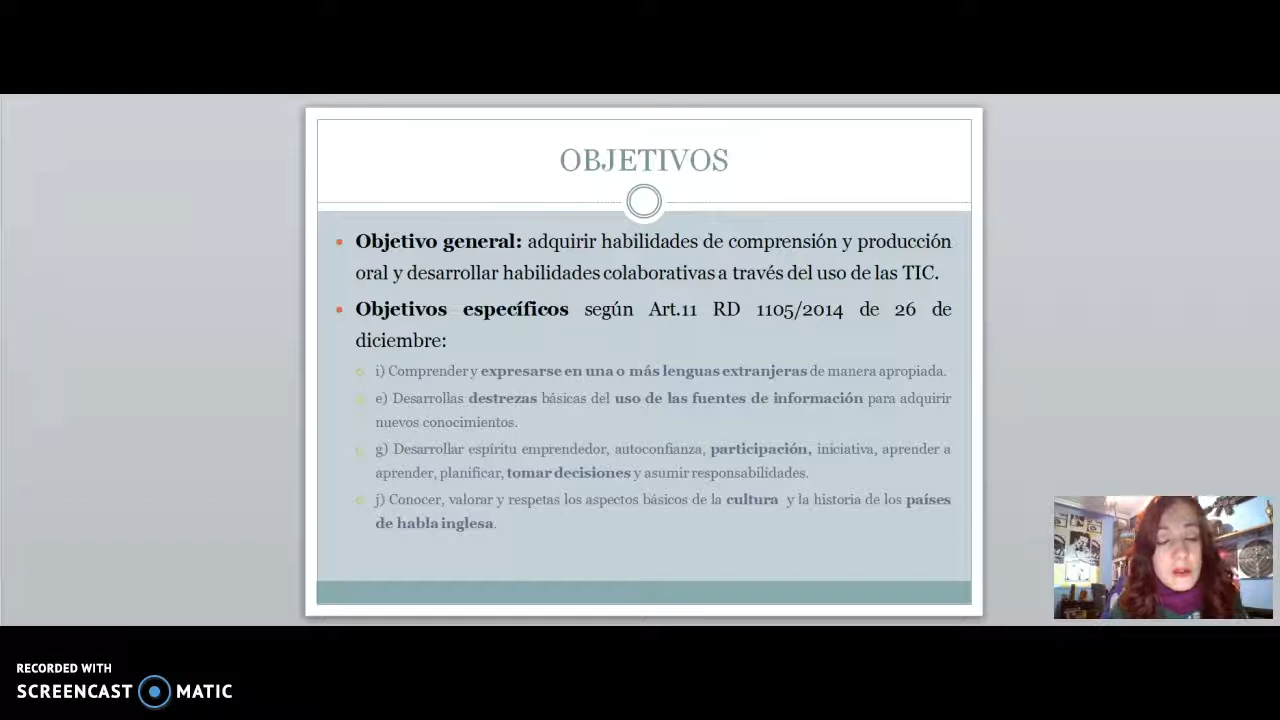 OBJETIVOS
Objetivo general: adquirir habilidades de comprensión y producción
oral y desarrollar habilidades colaborativas a través del uso de las TIC.
Objetivos específicos según Art.11 RD 1105/2014 de 26 de
diciembre:
i) Comprender y expresarse en una o más lenguas extranjeras de manera apropiada.
e) Desarrollas destrezas básicas del uso de las fuentes de información para adquirir
nuevos conocimientos.
g) Desarrollar espíritu emprendedor, autoconfianza, participación, iniciativa, aprender a
aprender, planificar, tomar decisiones y asumir responsabilidades.
j) Conocer, valorar y respetas los aspectos básicos de la cultura y la historia de los países
de habla inglesa.
RECORDED WITH
SCREENCAST MATIC